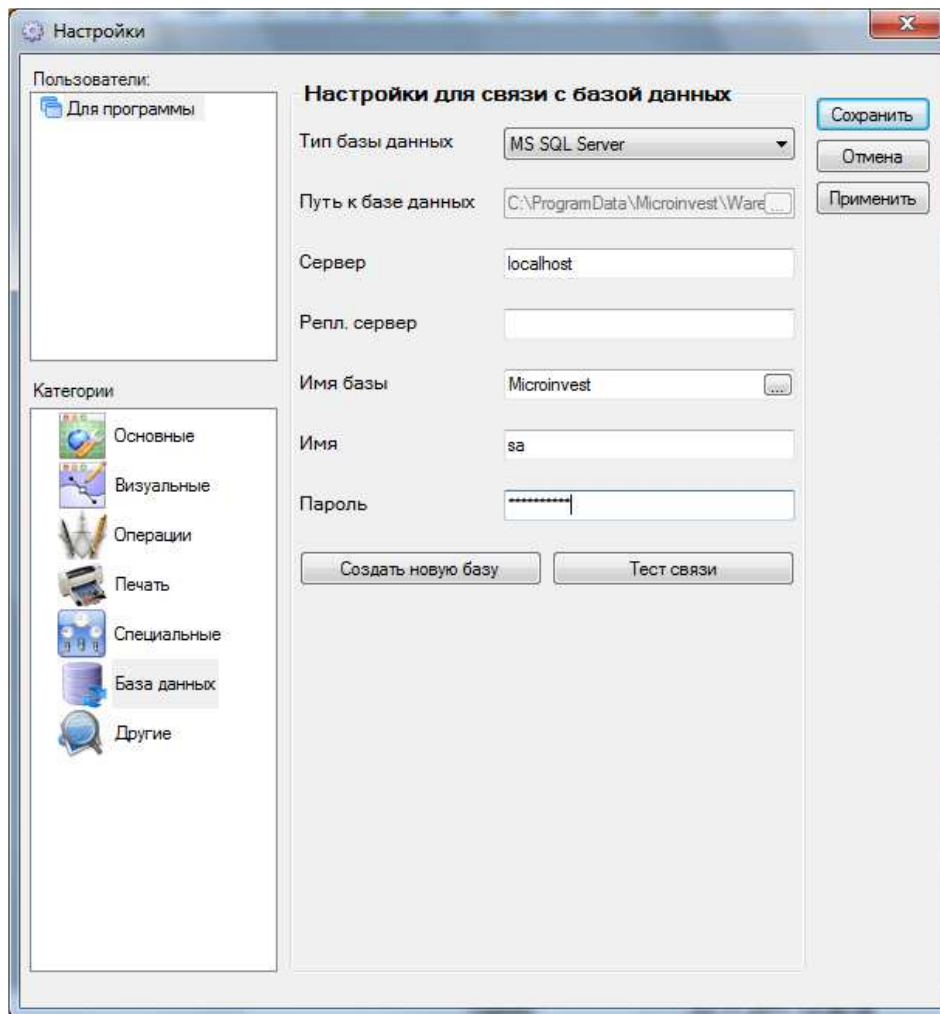 Настройки
Пользователи:
Для программы
Категории
Основные
Визуальные
Операции
Печать
Специальные
База данных
Другие
Настройки для связи с базой данных
Тип базы данных
MS SQL Server
Путь к базе данных
C:\ProgramData\Microinvest\Ware
...
Сервер
localhost
Репл. сервер
Имя базы
Microinvest
...
Имя
sa
Пароль
**********
Создать новую базу
Тест связи
Сохранить
Отмена
Применить